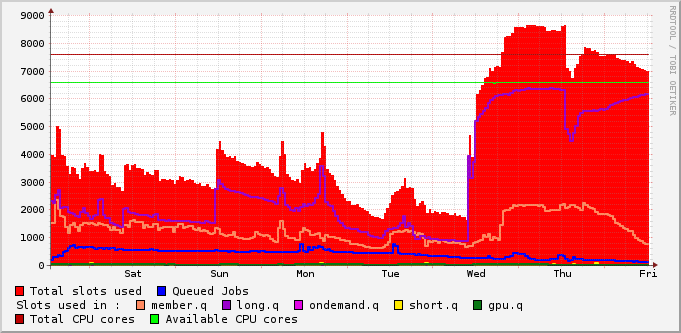 9000
8000
7000
6000
5000
4000
3000
2000
1000
0
Sat Sun Mon Tue Wed Thu Fri
RRDTOOL / TOBI OETIKER
Total slots used Queued Jobs
Slots used in : member.q long.q ondemand.q short.q gpu.q
Total CPU cores Available CPU cores